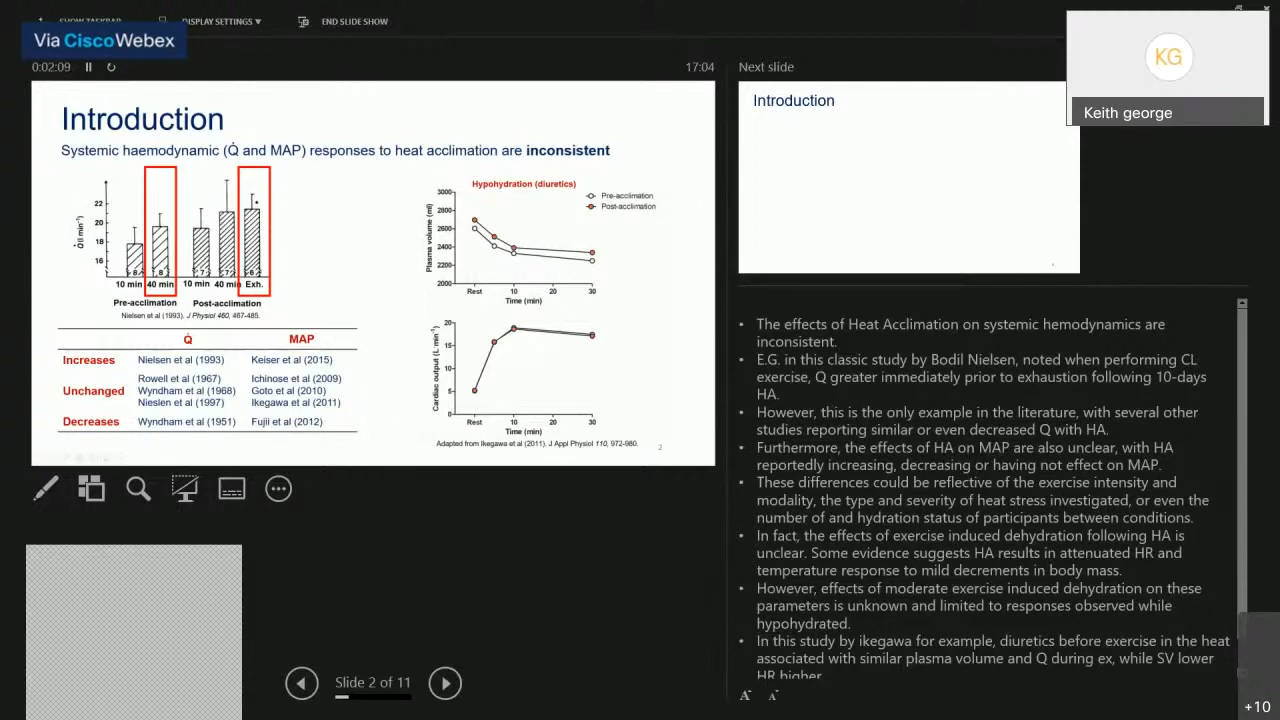 SHOW TASKBAR
DISPLAY SETTINGS ▼
END SLIDE SHOW
Via CiscoWebex
0:02:09
17:04
Next slide
KG
Keith george
Introduction
Systemic haemodynamic (Q̇ and MAP) responses to heat acclimation are inconsistent
22
20
18
16
Q̇(l min⁻¹)
*
8
8
7
7
8
10 min
40 min
10 min
40 min
Exh.
Pre-acclimation
Post-acclimation
Nielsen et al (1993). J Physiol 460, 467-485.
Q̇
MAP
Increases
Nielsen et al (1993)
Keiser et al (2015)
Unchanged
Rowell et al (1967)
Ichinose et al (2009)
Wyndham et al (1968)
Goto et al (2010)
Nieslen et al (1997)
Ikegawa et al (2011)
Decreases
Wyndham et al (1951)
Fujii et al (2012)
Hypohydration (diuretics)
Pre-acclimation
Post-acclimation
Plasma volume (ml)
3000
2800
2600
2400
2200
2000
Rest
10
20
30
Time (min)
Cardiac output (L·min⁻¹)
20
15
10
5
0
Rest
10
20
30
Time (min)
Adapted from Ikegawa et al (2011). J Appl Physiol 110, 972-980.
2
Introduction
• The effects of Heat Acclimation on systemic hemodynamics are
inconsistent.
• E.G. in this classic study by Bodil Nielsen, noted when performing CL
exercise, Q greater immediately prior to exhaustion following 10-days
HA.
• However, this is the only example in the literature, with several other
studies reporting similar or even decreased Q with HA.
• Furthermore, the effects of HA on MAP are also unclear, with HA
reportedly increasing, decreasing or having not effect on MAP.
• These differences could be reflective of the exercise intensity and
modality, the type and severity of heat stress investigated, or even the
number of and hydration status of participants between conditions.
• In fact, the effects of exercise induced dehydration following HA is
unclear. Some evidence suggests HA results in attenuated HR and
temperature response to mild decrements in body mass.
• However, effects of moderate exercise induced dehydration on these
parameters is unknown and limited to responses observed while
hypohydrated.
• In this study by ikegawa for example, diuretics before exercise in the heat
associated with similar plasma volume and Q during ex, while SV lower
HR higher
Slide 2 of 11
A
A
+10